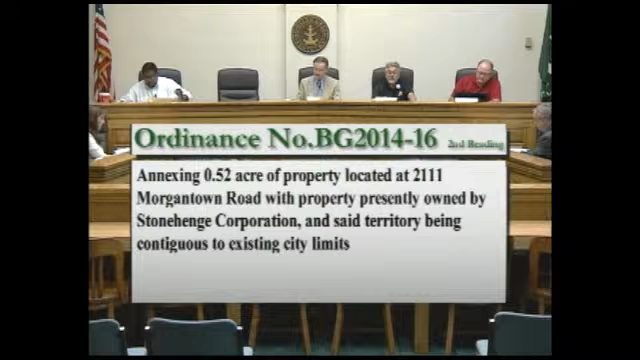 Ordinance No.BG2014-16 2nd Reading
Annexing 0.52 acre of property located at 2111
Morgantown Road with property presently owned by
Stonehenge Corporation, and said territory being
contiguous to existing city limits